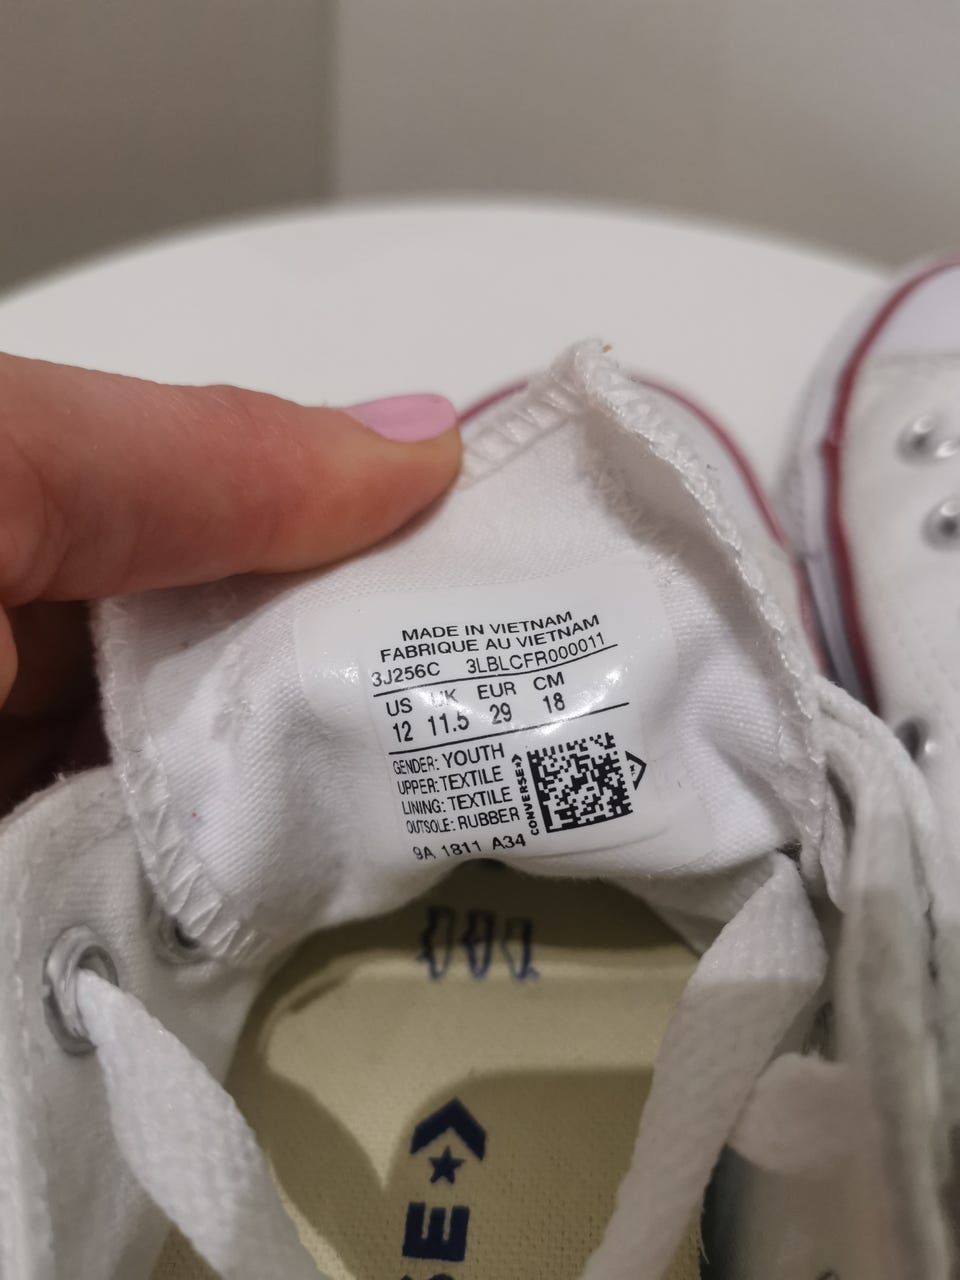 MADE IN VIETNAM
FABRIQUE AU VIETNAM
3J256C 3LBLCFR000011
US UK EUR CM
12 11.5 29 18
GENDER: YOUTH
UPPER: TEXTILE
LINING: TEXTILE
OUTSOLE: RUBBER
CONVERSE
9A 1811 A34